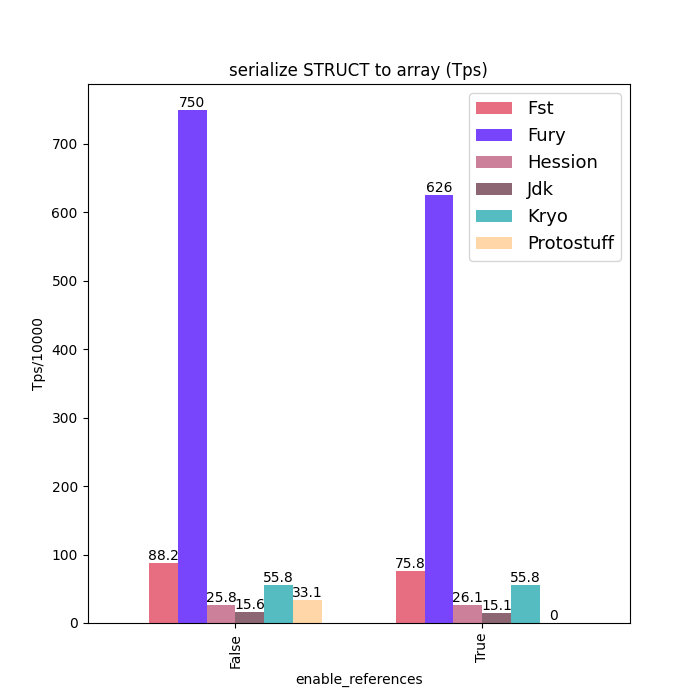 serialize STRUCT to array (Tps)
Fst
Fury
Hession
Jdk
Kryo
Protostuff
Tps/10000
700
600
500
400
300
200
100
0
88.2
750
25.8
15.6
55.8
33.1
75.8
626
26.1
15.1
55.8
0
False
True
enable_references